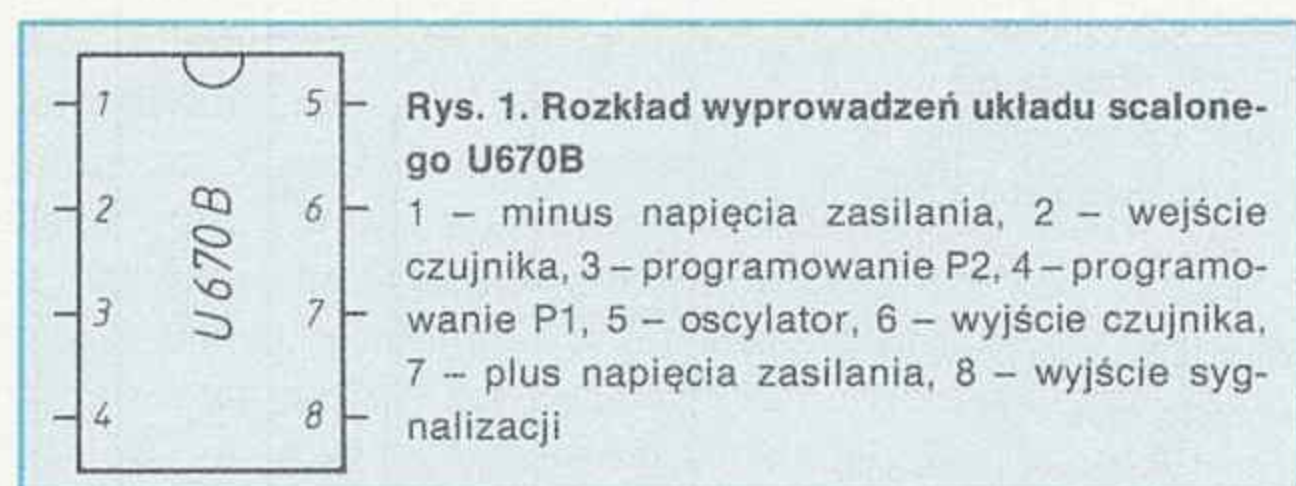 1
2
3
4
U670B
5
6
7
8
Rys. 1. Rozkład wyprowadzeń układu scalone-
go U670B
1 – minus napięcia zasilania, 2 – wejście
czujnika, 3 – programowanie P2, 4 – programo-
wanie P1, 5 – oscylator, 6 – wyjście czujnika,
7 – plus napięcia zasilania, 8 – wyjście syg-
nalizacji